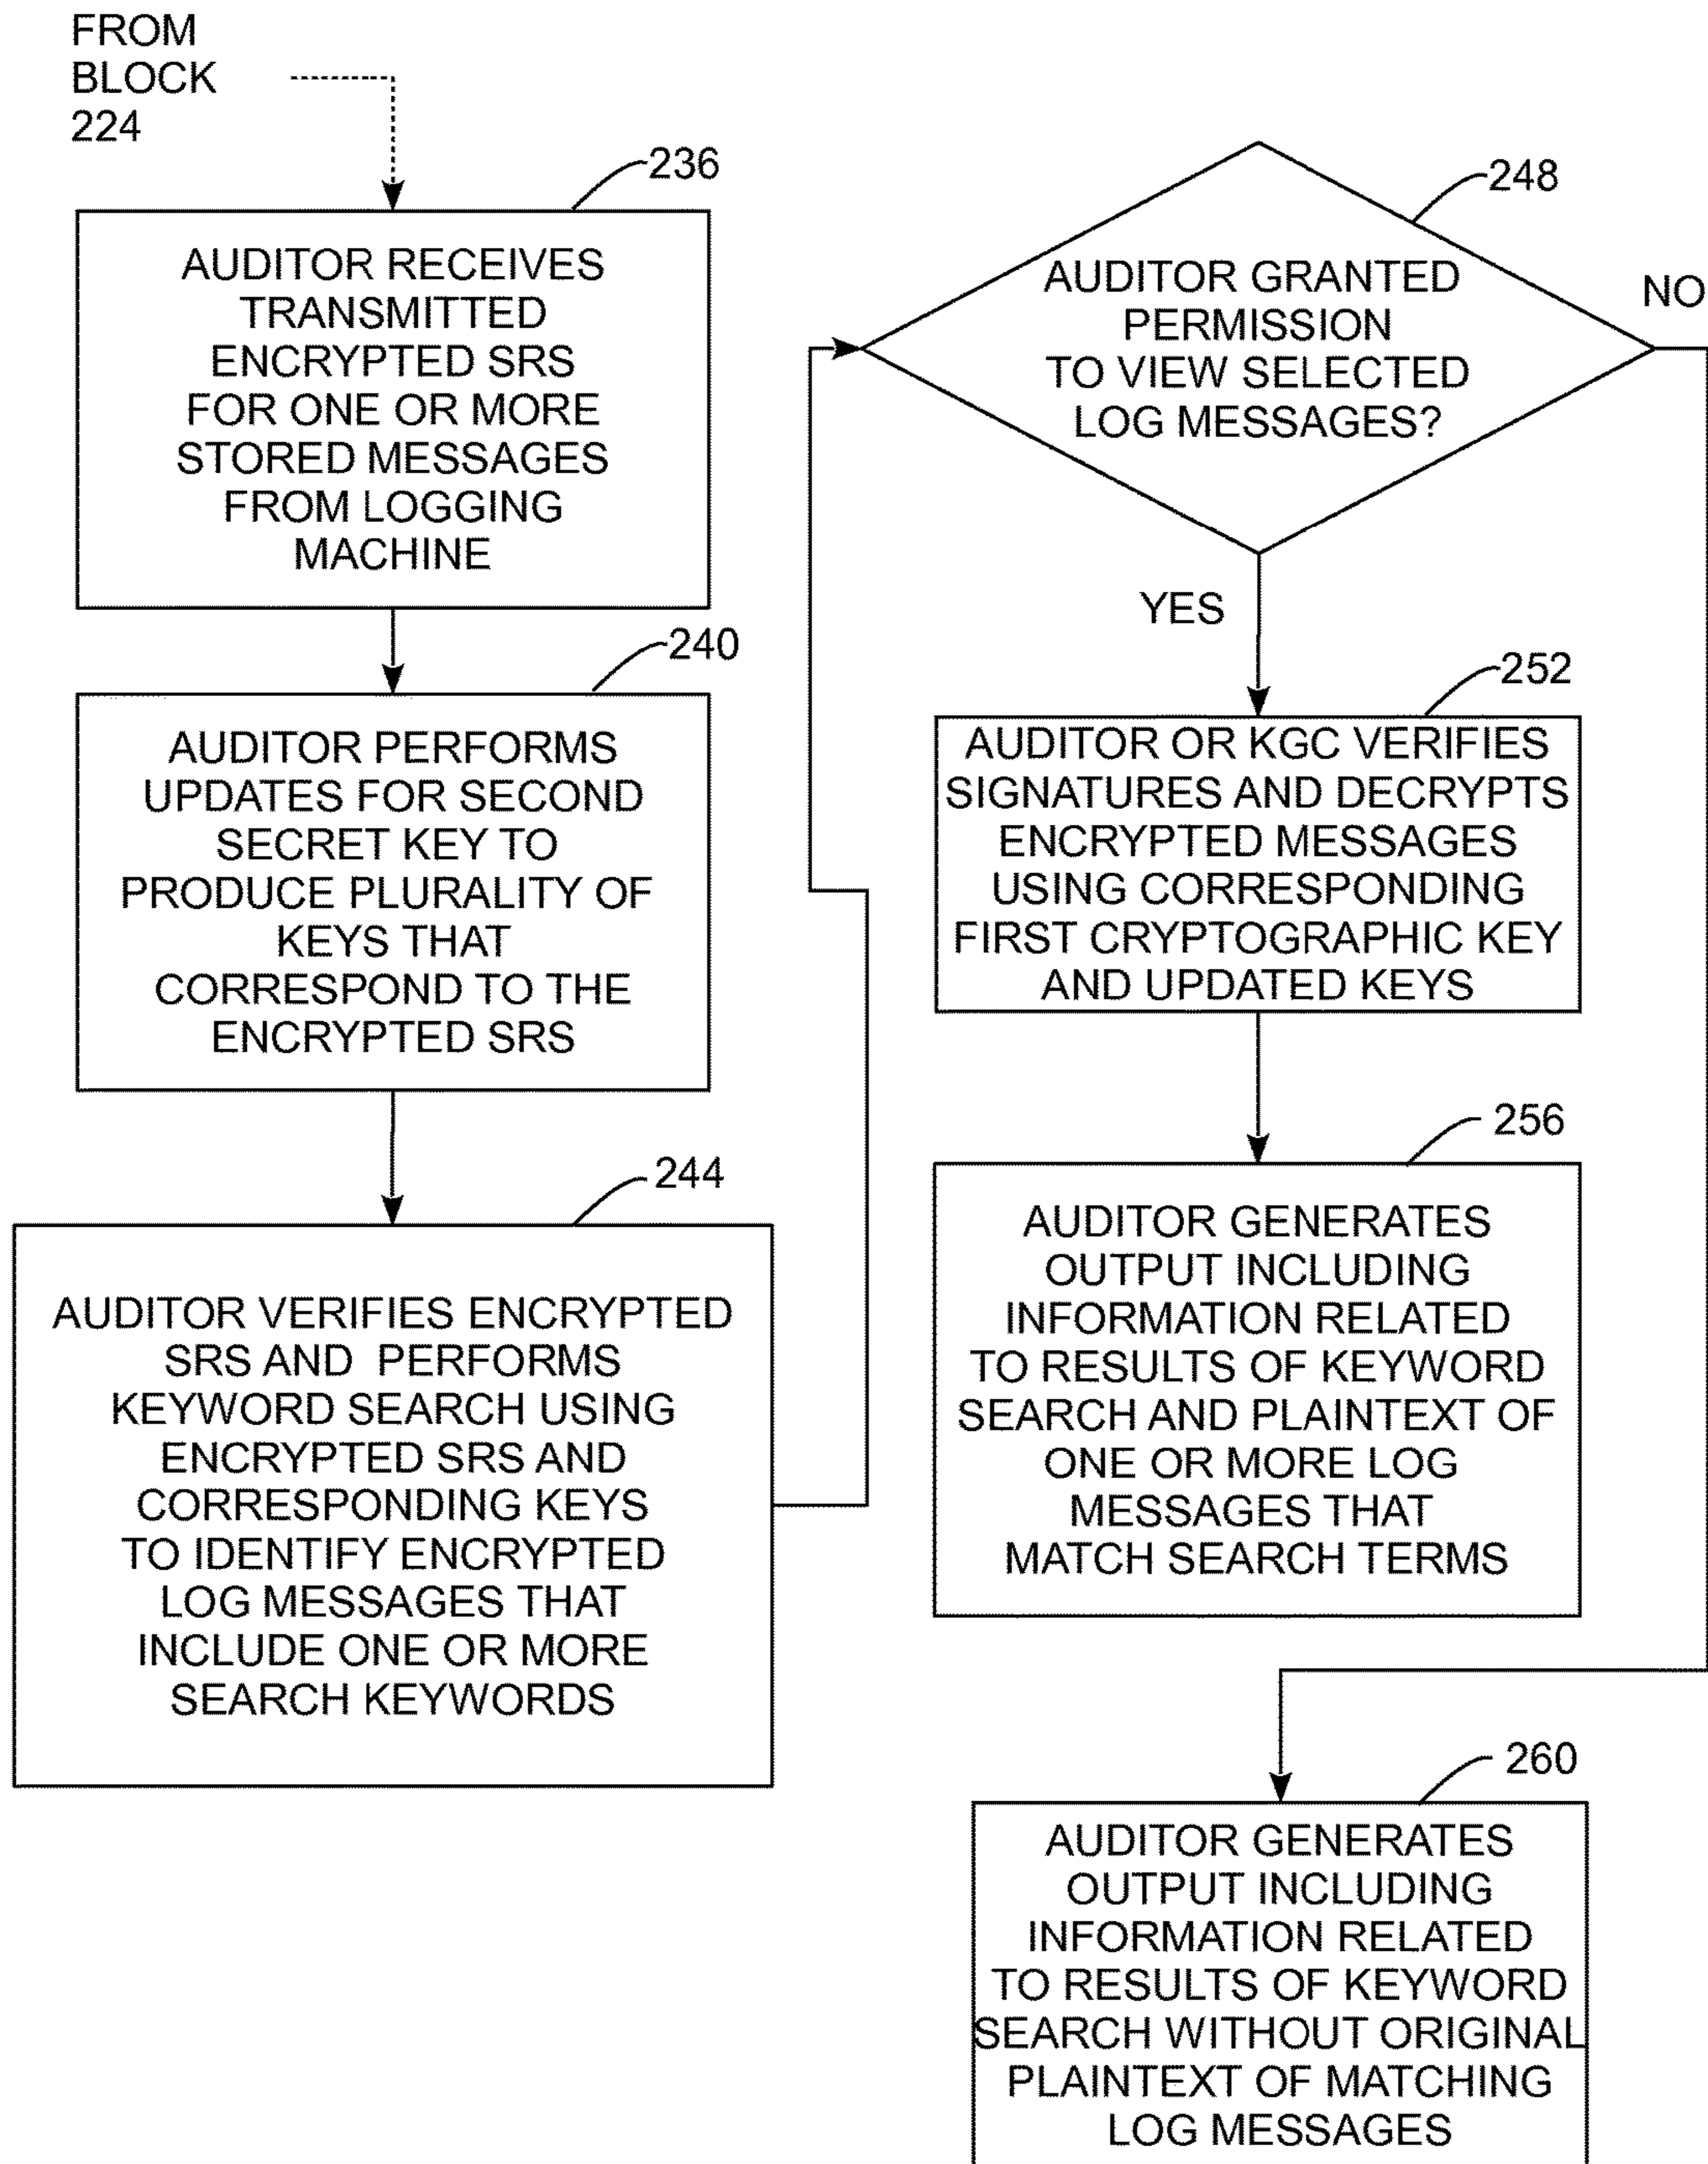 FROM
BLOCK
224
236
AUDITOR RECEIVES
TRANSMITTED
ENCRYPTED SRS
FOR ONE OR MORE
STORED MESSAGES
FROM LOGGING
MACHINE
240
AUDITOR PERFORMS
UPDATES FOR SECOND
SECRET KEY TO
PRODUCE PLURALITY OF
KEYS THAT
CORRESPOND TO THE
ENCRYPTED SRS
244
AUDITOR VERIFIES ENCRYPTED
SRS AND PERFORMS
KEYWORD SEARCH USING
ENCRYPTED SRS AND
CORRESPONDING KEYS
TO IDENTIFY ENCRYPTED
LOG MESSAGES THAT
INCLUDE ONE OR MORE
SEARCH KEYWORDS
248
AUDITOR GRANTED
PERMISSION
TO VIEW SELECTED
LOG MESSAGES?
NO
YES
252
AUDITOR OR KGC VERIFIES
SIGNATURES AND DECRYPTS
ENCRYPTED MESSAGES
USING CORRESPONDING
FIRST CRYPTOGRAPHIC KEY
AND UPDATED KEYS
256
AUDITOR GENERATES
OUTPUT INCLUDING
INFORMATION RELATED
TO RESULTS OF KEYWORD
SEARCH AND PLAINTEXT OF
ONE OR MORE LOG
MESSAGES THAT
MATCH SEARCH TERMS
260
AUDITOR GENERATES
OUTPUT INCLUDING
INFORMATION RELATED
TO RESULTS OF KEYWORD
SEARCH WITHOUT ORIGINAL
PLAINTEXT OF MATCHING
LOG MESSAGES